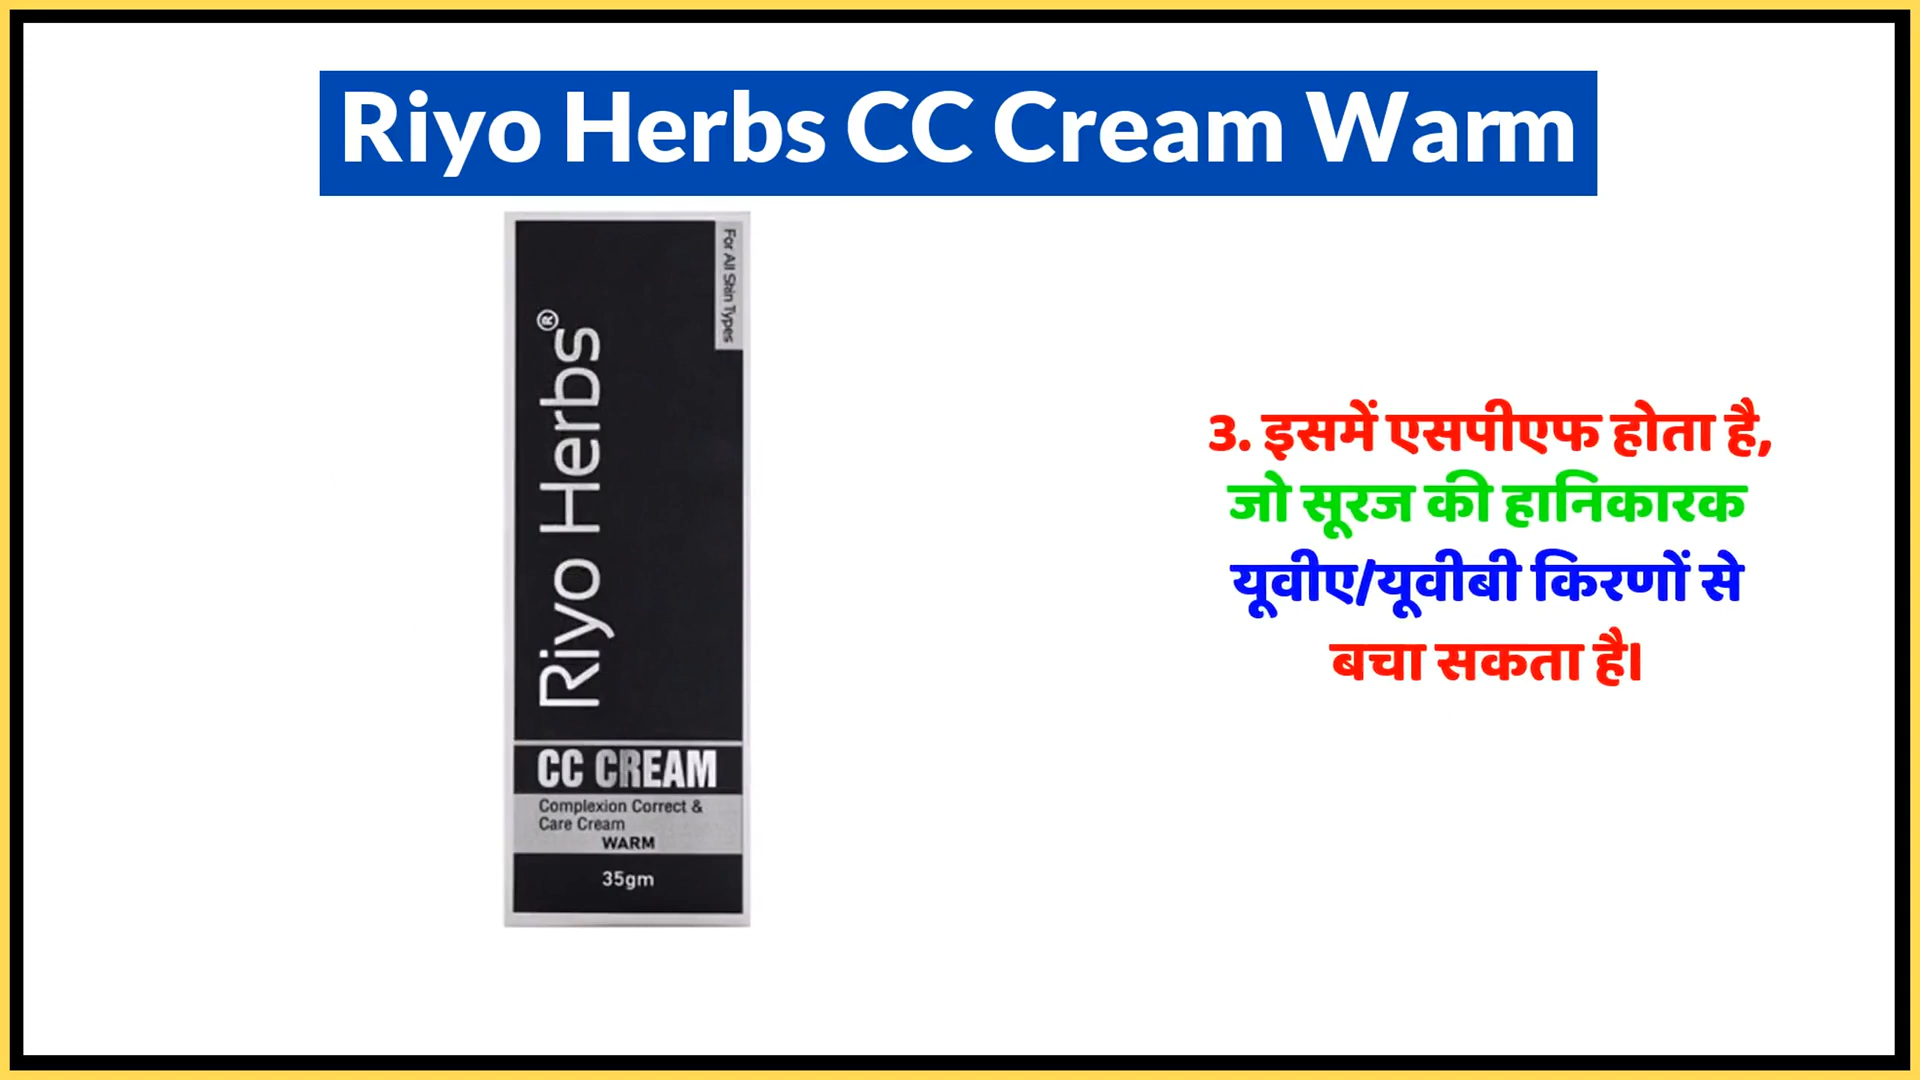 Riyo Herbs CC Cream Warm
For All Skin Types
Riyo Herbs®
CC CREAM
Complexion Correct &
Care Cream
WARM
35gm
3. इसमें एसपीएफ होता है,
जो सूरज की हानिकारक
यूवीए/यूवीबी किरणों से
बचा सकता है।